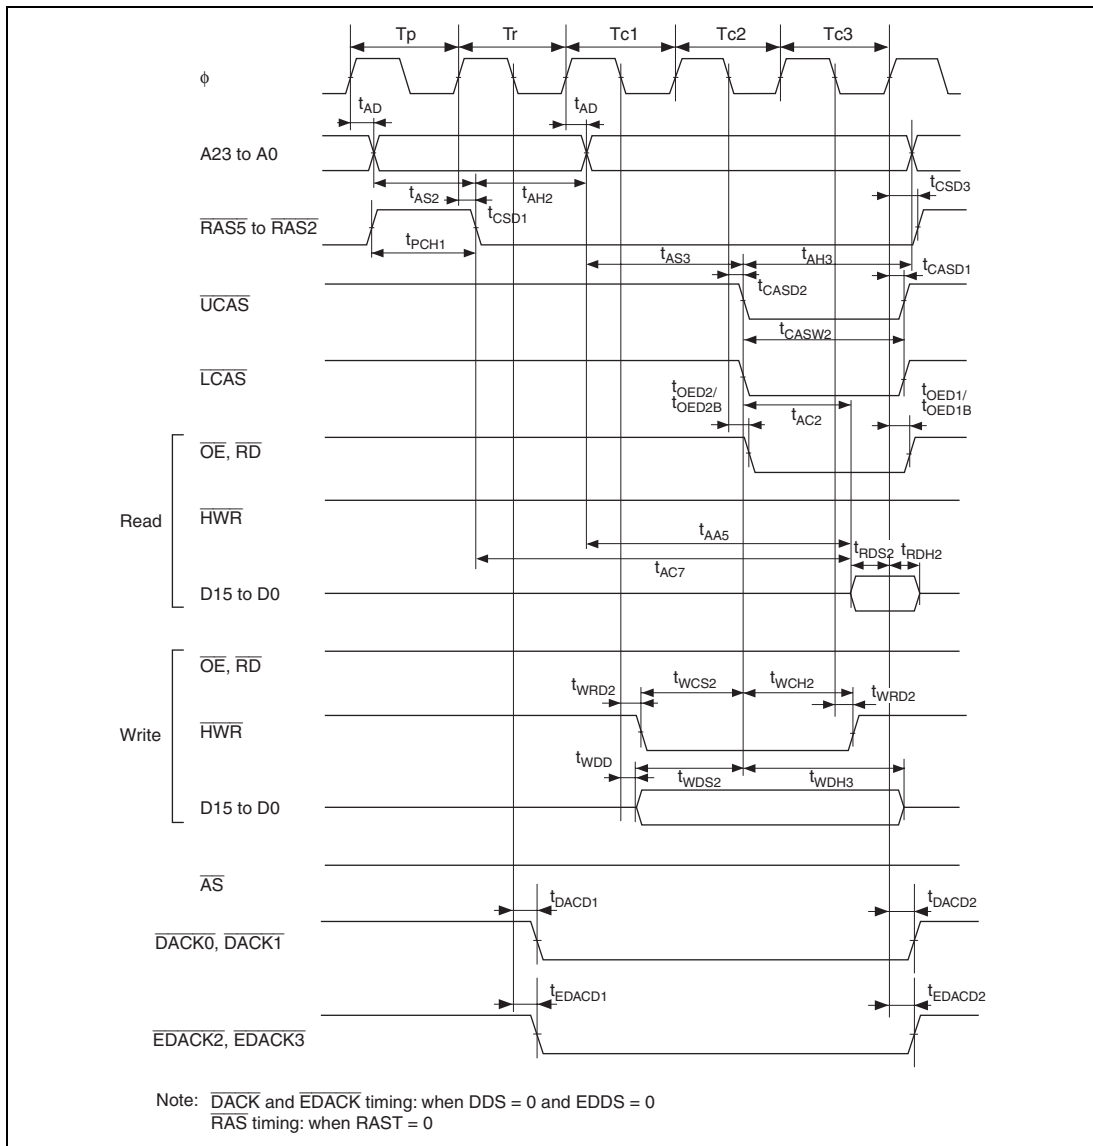 Tp Tr Tc1 Tc2 Tc3
ϕ
tAD tAD
A23 to A0
tAS2 tAH2 tCSD3
tCSD1
RAS5 to RAS2
tPCH1
tAS3 tAH3
tCASD1
tCASD2
UCAS
tCASW2
LCAS
tOED2/
tOED2B
tOED1/
tOED1B
tAC2
OE, RD
Read
HWR
tAA5
tRDS2 tRDH2
tAC7
D15 to D0
OE, RD
tWRD2 tWCS2 tWCH2 tWRD2
Write
HWR
tWDD
tWDS2 tWDH3
D15 to D0
AS
tDACD1 tDACD2
DACK0, DACK1
tEDACD1 tEDACD2
EDACK2, EDACK3
Note: DACK and EDACK timing: when DDS = 0 and EDDS = 0
RAS timing: when RAST = 0